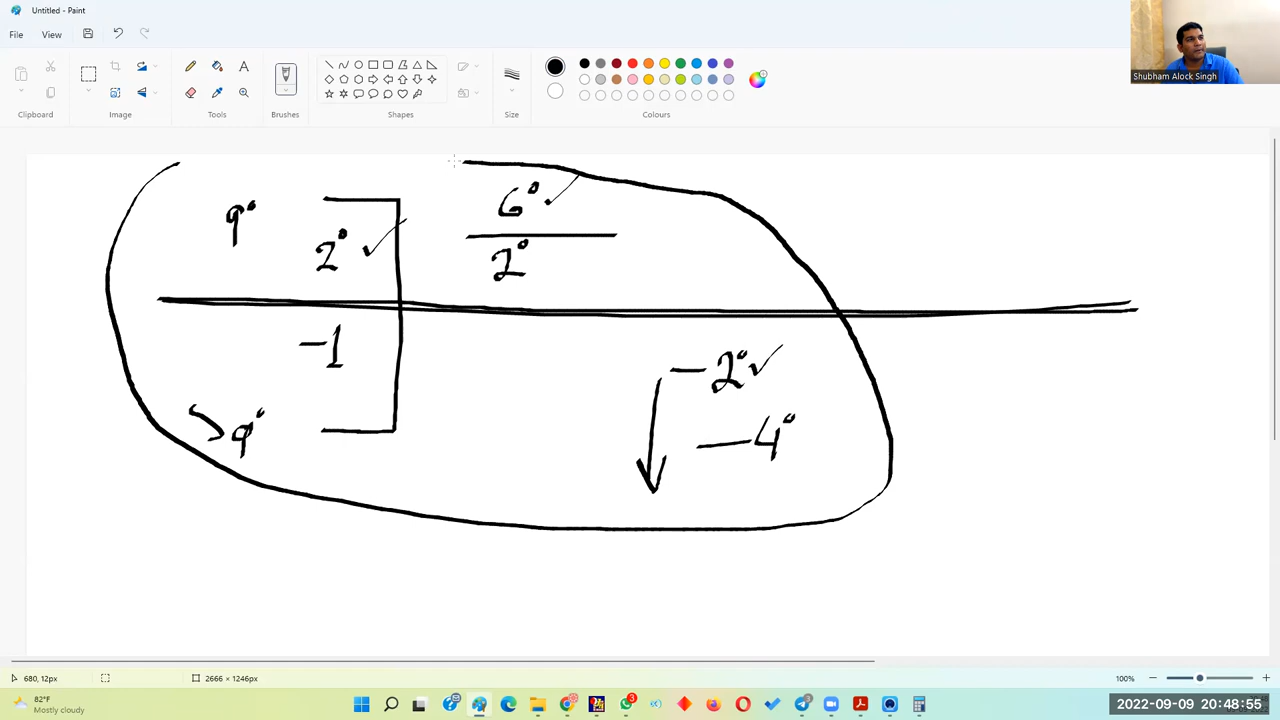 Untitled - Paint
File View
Clipboard Image Tools Brushes Shapes Size Colours
A
Shubham Alock Singh
9° 6°
2° 2°
-1
-2°
9° -4°
680, 12px 2666 × 1246px 100%
82°F
Mostly cloudy
3
2022-09-09 20:48:55